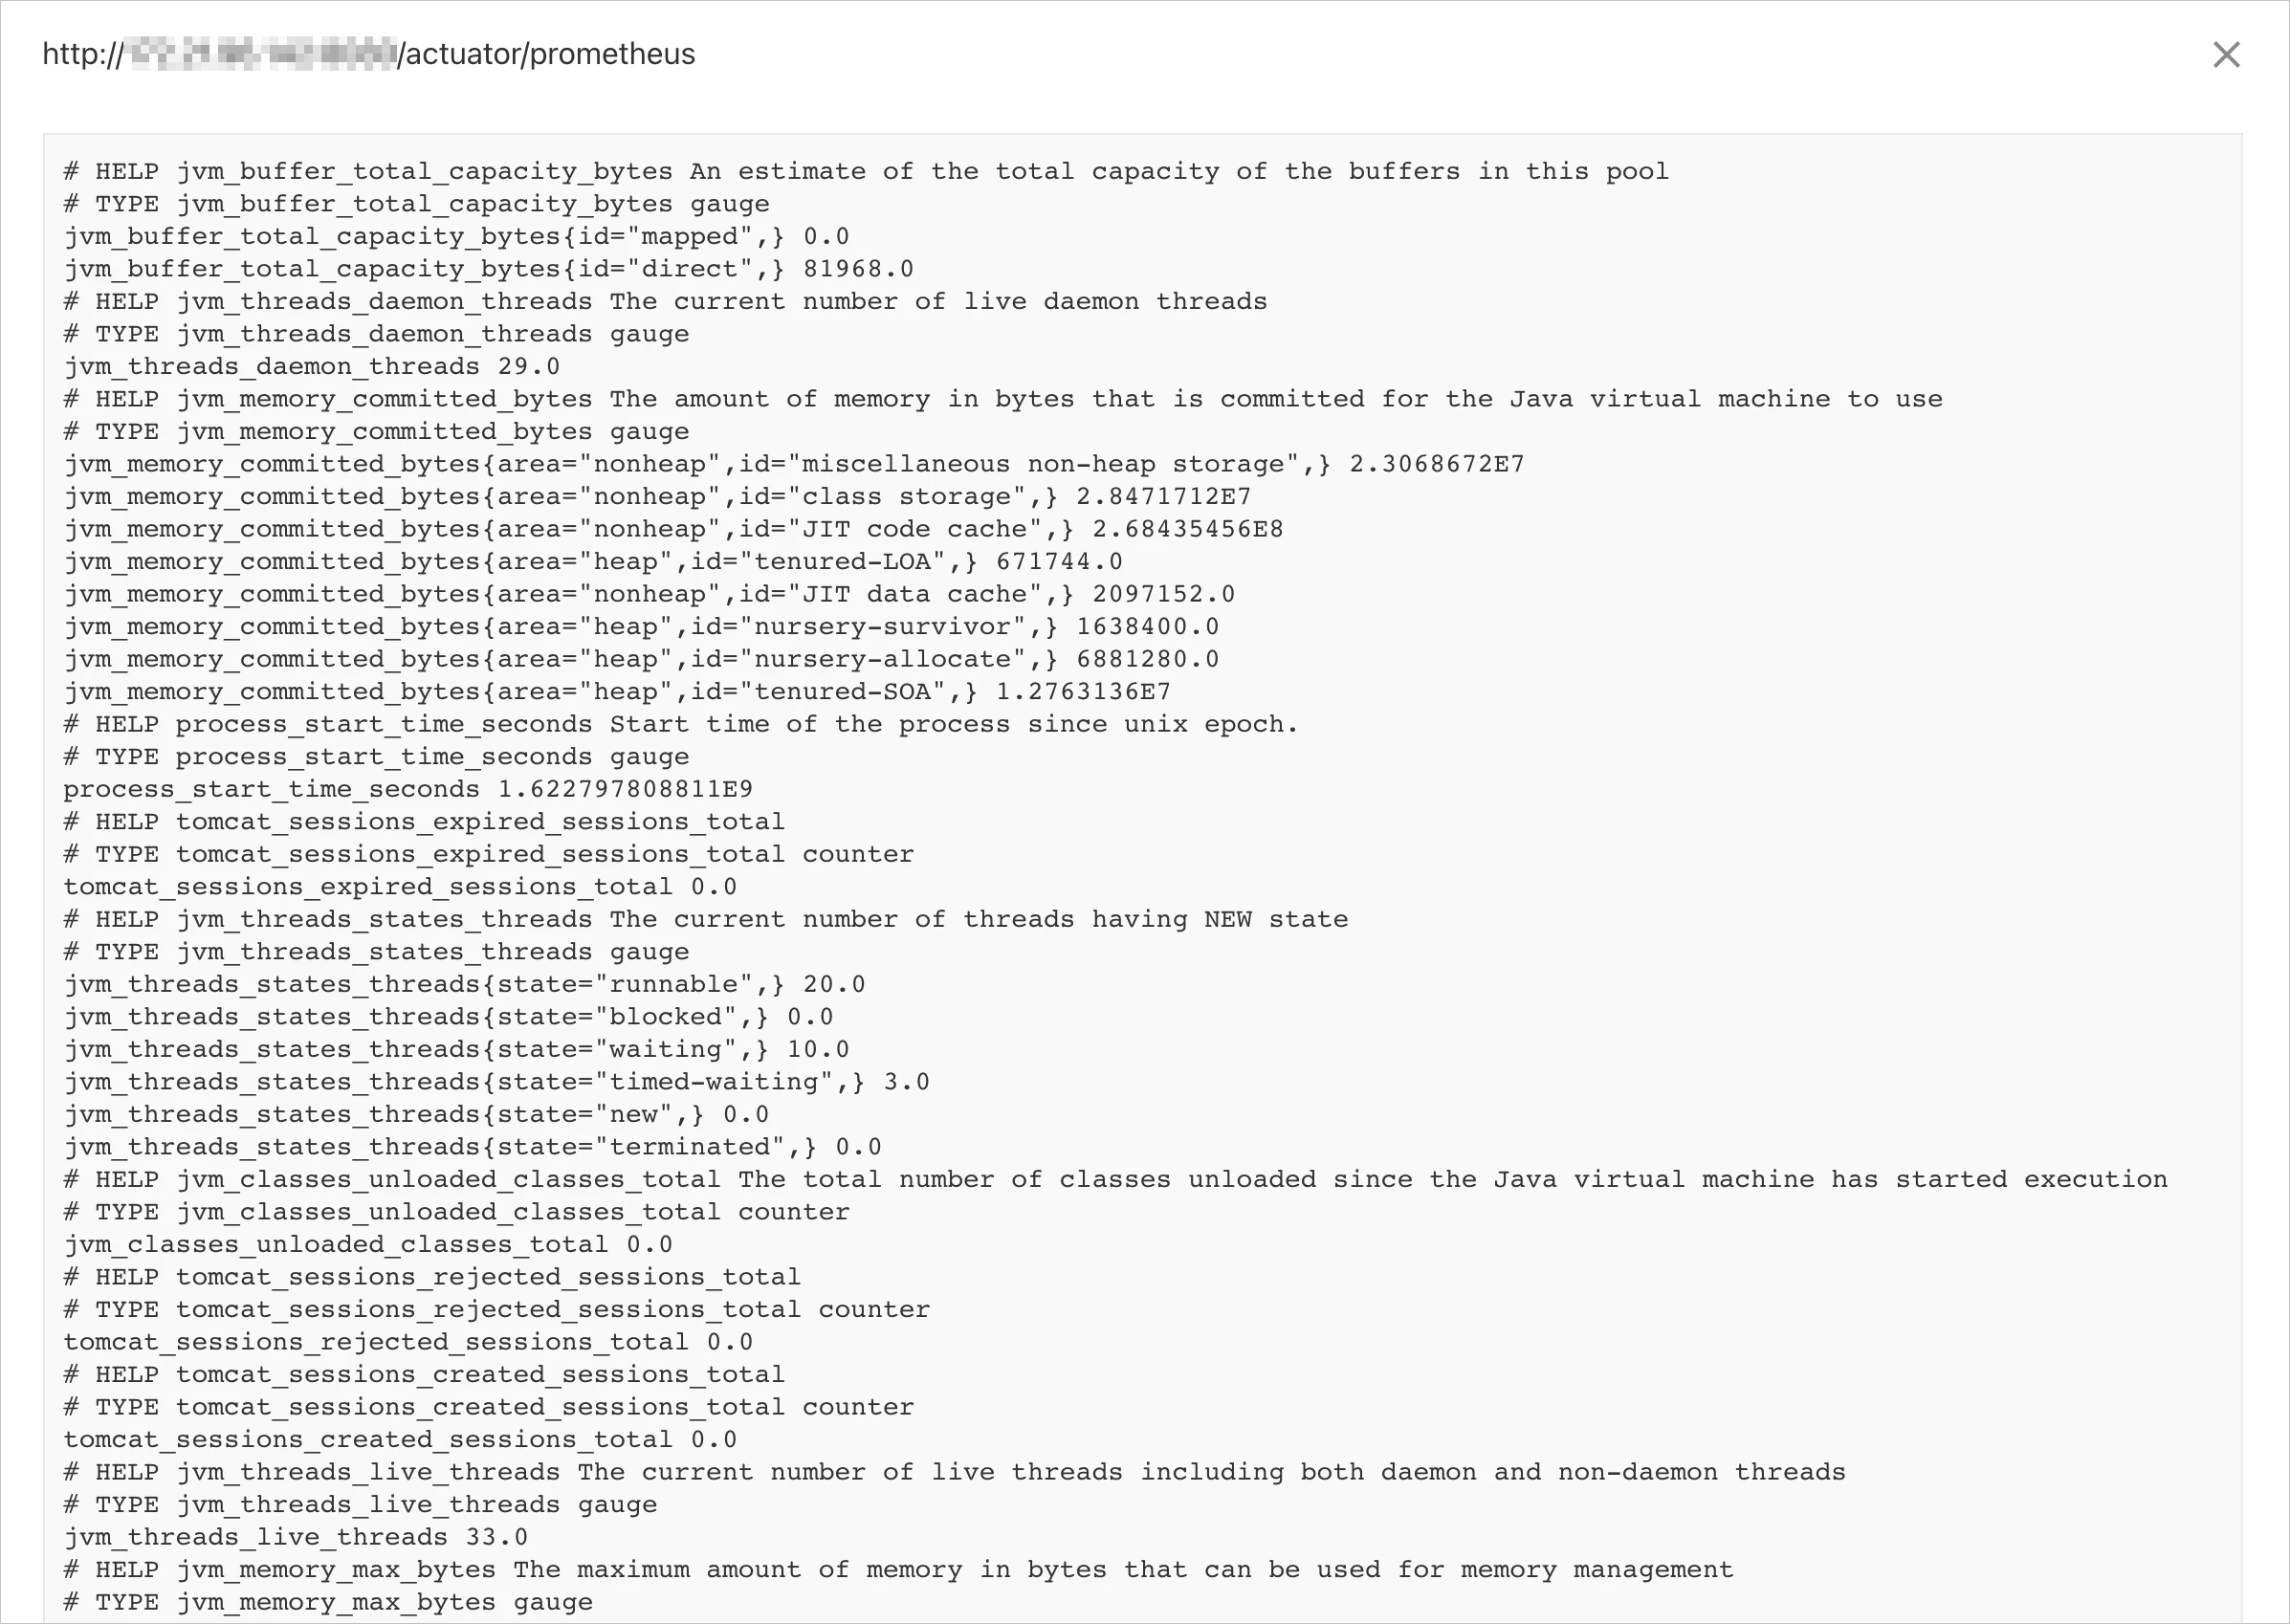 http:// /actuator/prometheus
# HELP jvm_buffer_total_capacity_bytes An estimate of the total capacity of the buffers in this pool
# TYPE jvm_buffer_total_capacity_bytes gauge
jvm_buffer_total_capacity_bytes{id="mapped",} 0.0
jvm_buffer_total_capacity_bytes{id="direct",} 81968.0
# HELP jvm_threads_daemon_threads The current number of live daemon threads
# TYPE jvm_threads_daemon_threads gauge
jvm_threads_daemon_threads 29.0
# HELP jvm_memory_committed_bytes The amount of memory in bytes that is committed for the Java virtual machine to use
# TYPE jvm_memory_committed_bytes gauge
jvm_memory_committed_bytes{area="nonheap",id="miscellaneous non-heap storage",} 2.3068672E7
jvm_memory_committed_bytes{area="nonheap",id="class storage",} 2.8471712E7
jvm_memory_committed_bytes{area="nonheap",id="JIT code cache",} 2.68435456E8
jvm_memory_committed_bytes{area="heap",id="tenured-LOA",} 671744.0
jvm_memory_committed_bytes{area="nonheap",id="JIT data cache",} 2097152.0
jvm_memory_committed_bytes{area="heap",id="nursery-survivor",} 1638400.0
jvm_memory_committed_bytes{area="heap",id="nursery-allocate",} 6881280.0
jvm_memory_committed_bytes{area="heap",id="tenured-SOA",} 1.2763136E7
# HELP process_start_time_seconds Start time of the process since unix epoch.
# TYPE process_start_time_seconds gauge
process_start_time_seconds 1.622797808811E9
# HELP tomcat_sessions_expired_sessions_total
# TYPE tomcat_sessions_expired_sessions_total counter
tomcat_sessions_expired_sessions_total 0.0
# HELP jvm_threads_states_threads The current number of threads having NEW state
# TYPE jvm_threads_states_threads gauge
jvm_threads_states_threads{state="runnable",} 20.0
jvm_threads_states_threads{state="blocked",} 0.0
jvm_threads_states_threads{state="waiting",} 10.0
jvm_threads_states_threads{state="timed-waiting",} 3.0
jvm_threads_states_threads{state="new",} 0.0
jvm_threads_states_threads{state="terminated",} 0.0
# HELP jvm_classes_unloaded_classes_total The total number of classes unloaded since the Java virtual machine has started execution
# TYPE jvm_classes_unloaded_classes_total counter
jvm_classes_unloaded_classes_total 0.0
# HELP tomcat_sessions_rejected_sessions_total
# TYPE tomcat_sessions_rejected_sessions_total counter
tomcat_sessions_rejected_sessions_total 0.0
# HELP tomcat_sessions_created_sessions_total
# TYPE tomcat_sessions_created_sessions_total counter
tomcat_sessions_created_sessions_total 0.0
# HELP jvm_threads_live_threads The current number of live threads including both daemon and non-daemon threads
# TYPE jvm_threads_live_threads gauge
jvm_threads_live_threads 33.0
# HELP jvm_memory_max_bytes The maximum amount of memory in bytes that can be used for memory management
# TYPE jvm_memory_max_bytes gauge